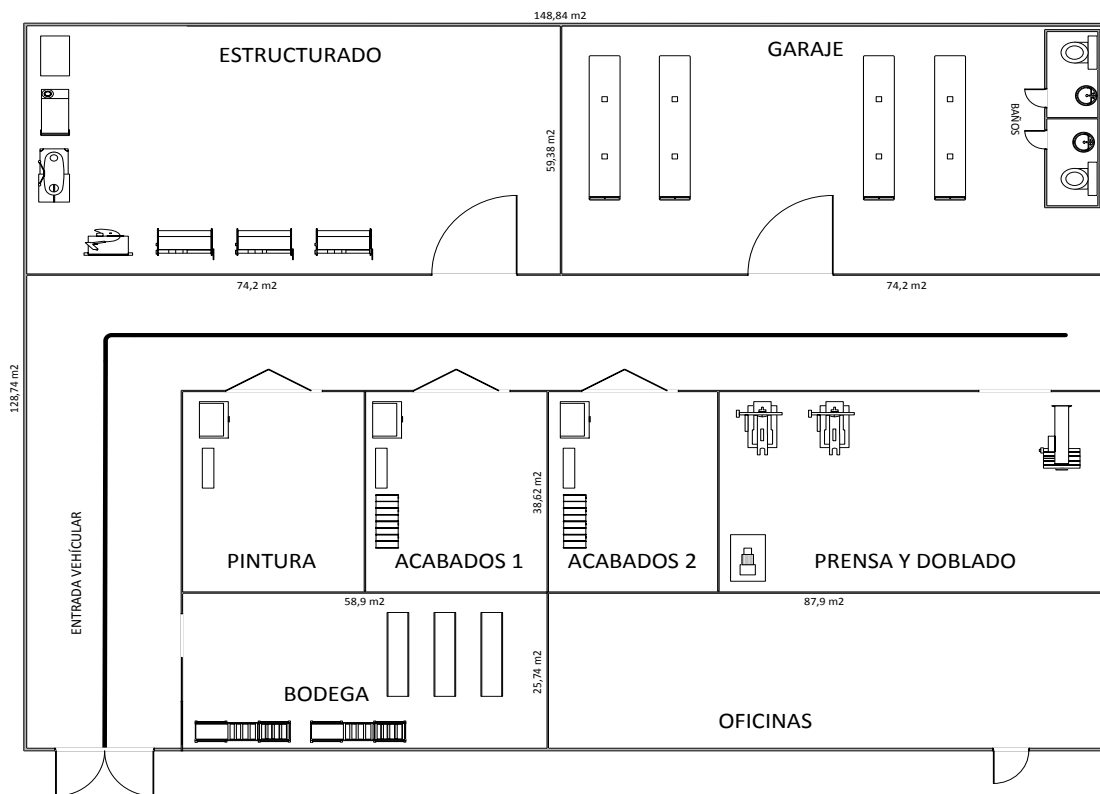 148,84 m2
ESTRUCTURADO
GARAJE
BAÑOS
59,38 m2
74,2 m2
74,2 m2
128,74 m2
ENTRADA VEHÍCULAR
38,62 m2
PINTURA
ACABADOS 1
ACABADOS 2
PRENSA Y DOBLADO
58,9 m2
87,9 m2
25,74 m2
BODEGA
OFICINAS